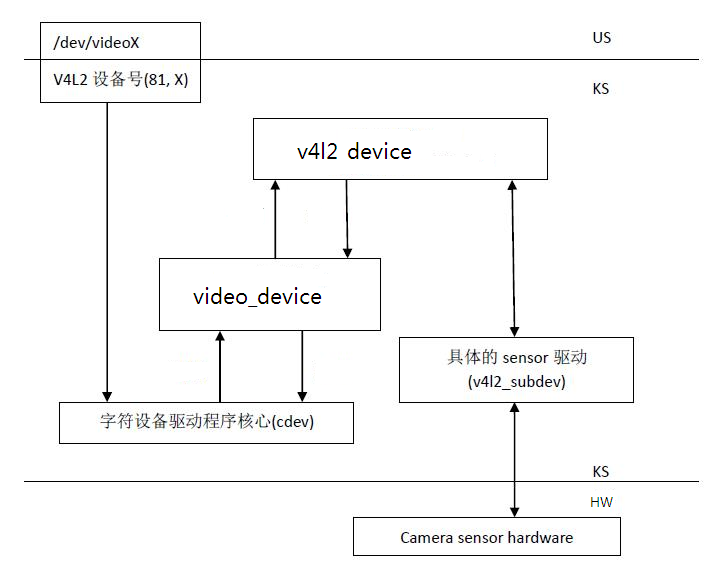 /dev/videoX
US
V4L2 设备号(81, X)
KS
v4l2 device
video_device
具体的 sensor 驱动
(v4l2_subdev)
字符设备驱动程序核心(cdev)
KS
HW
Camera sensor hardware